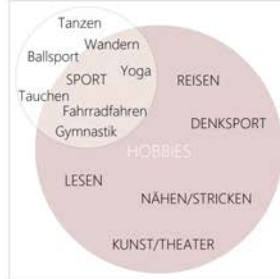 Tanzen
Wandern
Ballsport
Yoga
SPORT
REISEN
Tauchen
Fahrradfahren
DENKSPORT
Gymnastik
HOBBIES
LESEN
NÄHEN/STRICKEN
KUNST/THEATER